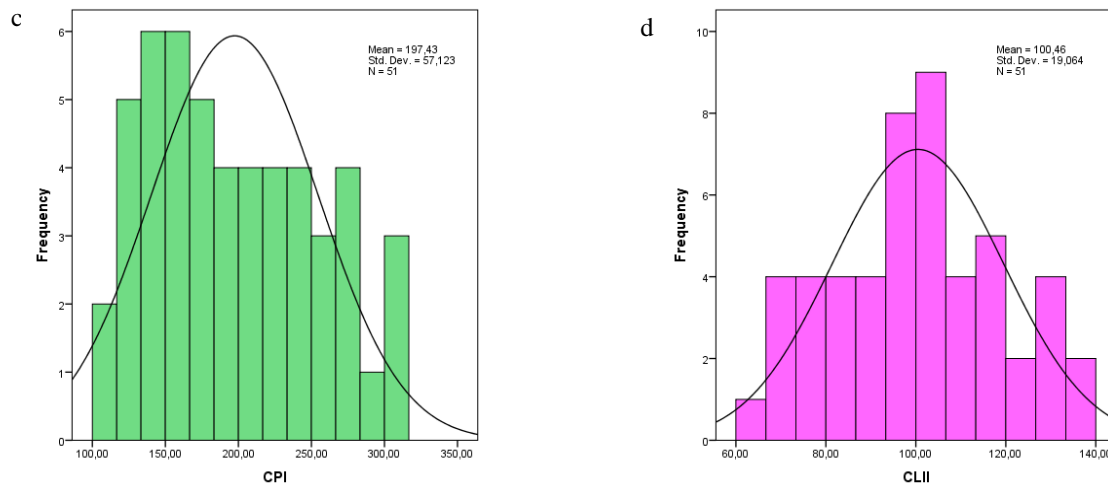 c
6
5
4
3
2
1
0
Frequency
Mean = 197,43
Std. Dev. = 57,123
N = 51
100,00 150,00 200,00 250,00 300,00 350,00
CPI
d
10
8
6
4
2
0
Frequency
Mean = 100,46
Std. Dev. = 19,064
N = 51
60,00 80,00 100,00 120,00 140,00
CLII